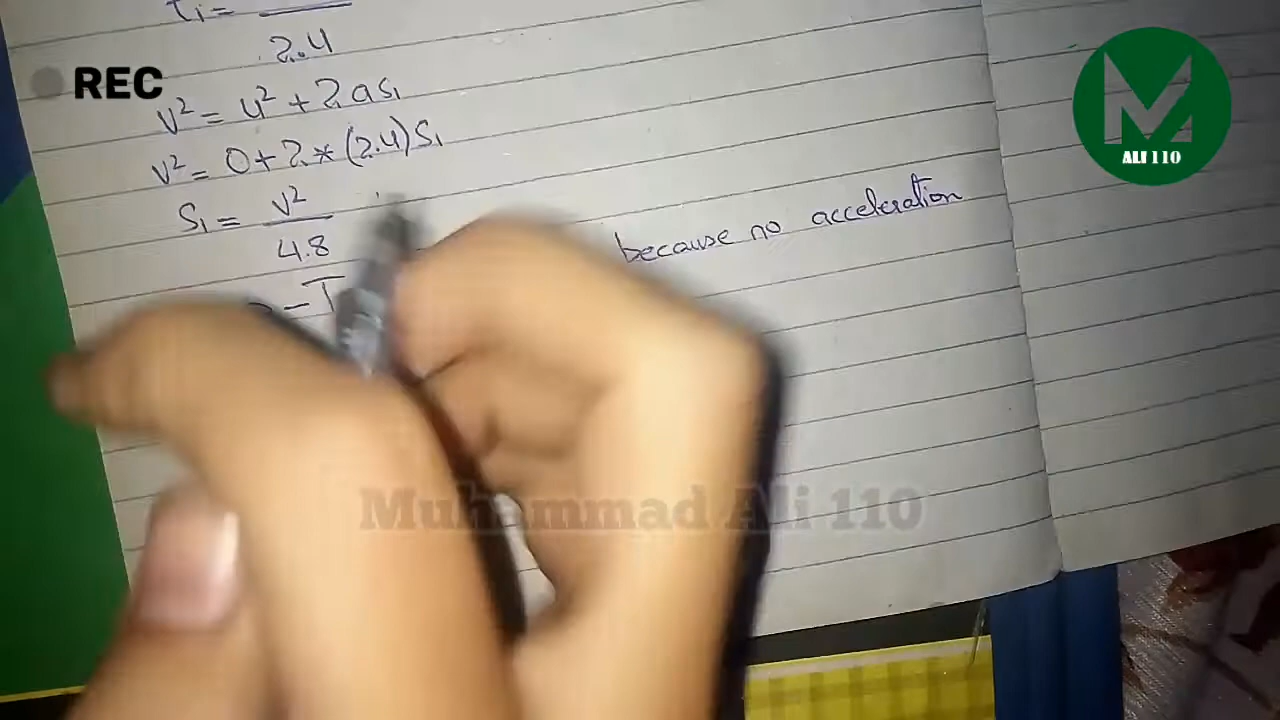 T₁ =
2.4
REC
V² = U² + 2as₁
V² = 0 + 2 * (2.4)S₁
S₁ = V² / 4.8
because no acceleration
- T
M
ALI 110
Muhammad Ali 110